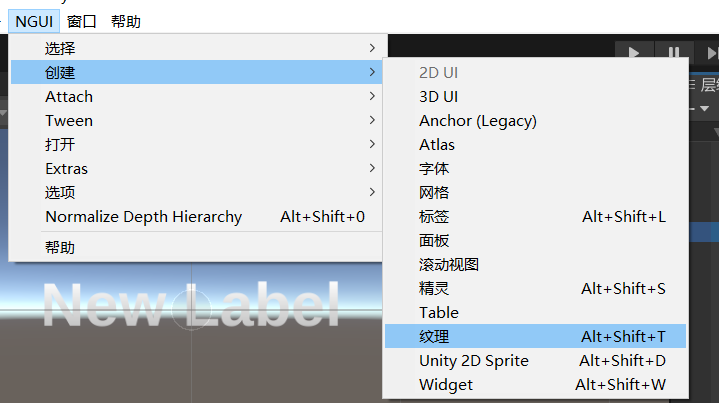 NGUI 窗口 帮助
选择
创建
Attach
Tween
打开
Extras
选项
Normalize Depth Hierarchy Alt+Shift+0
帮助
2D UI
3D UI
Anchor (Legacy)
Atlas
字体
网格
标签 Alt+Shift+L
面板
滚动视图
精灵 Alt+Shift+S
Table
纹理 Alt+Shift+T
Unity 2D Sprite Alt+Shift+D
Widget Alt+Shift+W
New Label